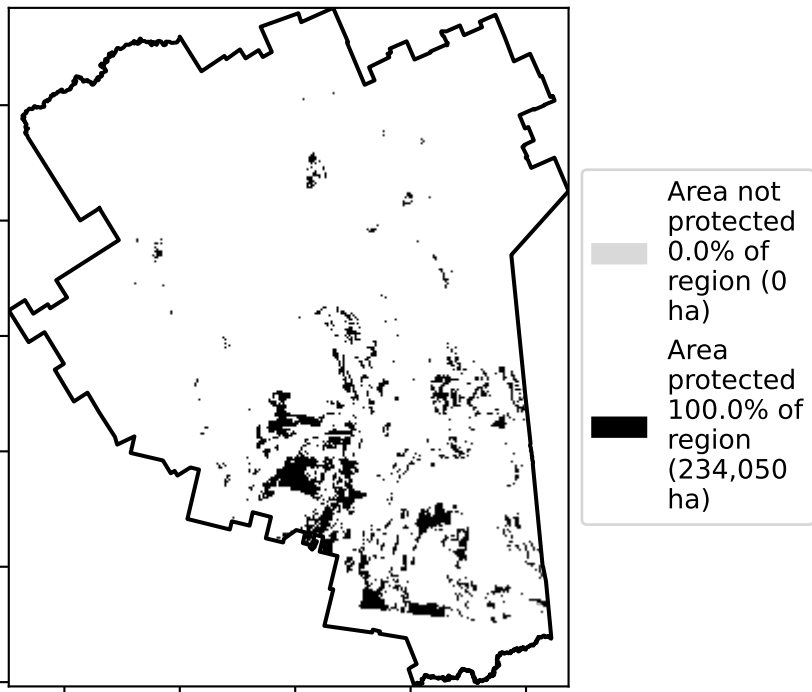 Area not
protected
0.0% of
region (0
ha)
Area
protected
100.0% of
region
(234,050
ha)